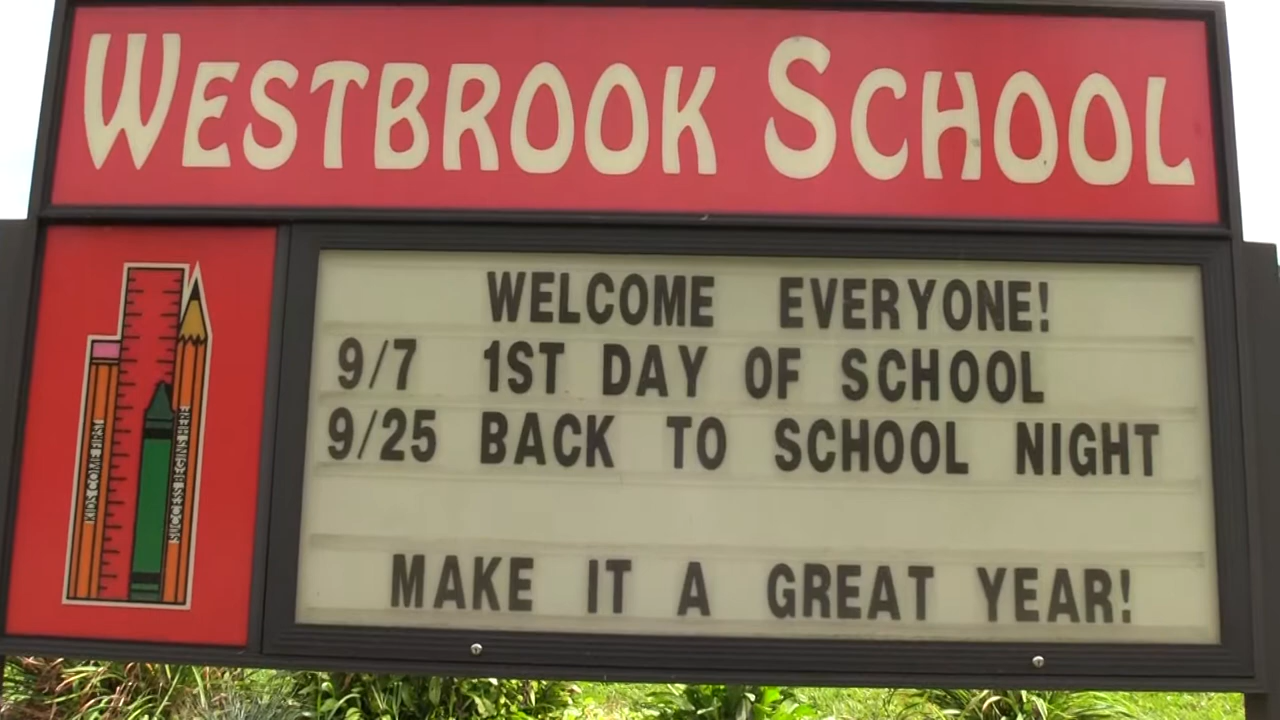 WESTBROOK SCHOOL
WELCOME EVERYONE!
9/7 1ST DAY OF SCHOOL
9/25 BACK TO SCHOOL NIGHT
MAKE IT A GREAT YEAR!